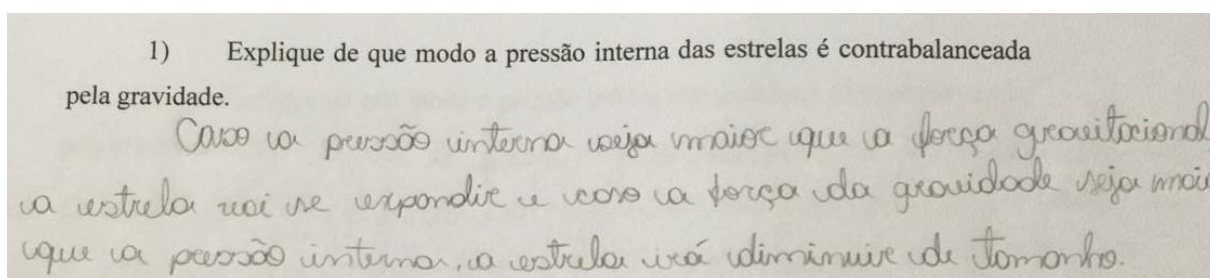 1) Explique de que modo a pressão interna das estrelas é contrabalanceada
pela gravidade.
Caso a pressão interna seja maior que a força gravitacional
a estrela vai se expandir e caso a força da gravidade seja mai
que a pressão interna, a estrela irá diminuir de tamanho.